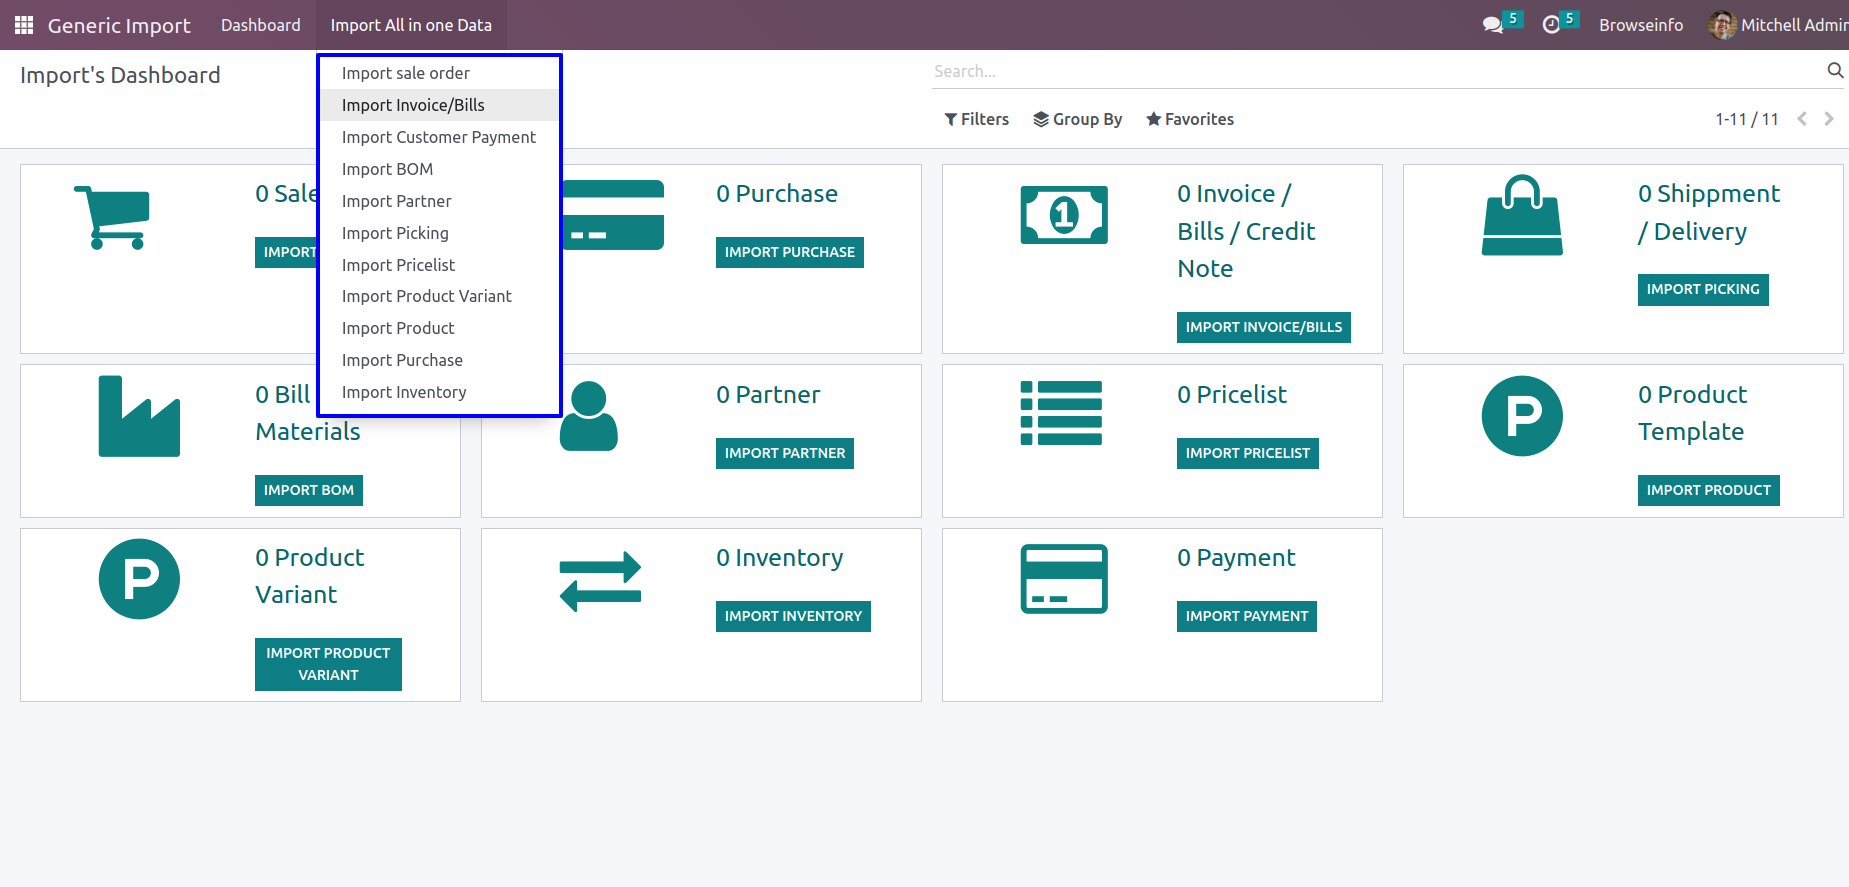 Generic Import Dashboard Import All in one Data 5 5 Browseinfo Mitchell Admin
Import's Dashboard
Search...
Filters Group By Favorites 1-11 / 11
Import sale order
Import Invoice/Bills
Import Customer Payment
Import BOM
Import Partner
Import Picking
Import Pricelist
Import Product Variant
Import Product
Import Purchase
Import Inventory
0 Sale
IMPORT
0 Purchase
IMPORT PURCHASE
1
0 Invoice /
Bills / Credit
Note
IMPORT INVOICE/BILLS
0 Shippment
/ Delivery
IMPORT PICKING
0 Bill
Materials
IMPORT BOM
0 Partner
IMPORT PARTNER
0 Pricelist
IMPORT PRICELIST
P
0 Product
Template
IMPORT PRODUCT
P
0 Product
Variant
IMPORT PRODUCT
VARIANT
0 Inventory
IMPORT INVENTORY
0 Payment
IMPORT PAYMENT